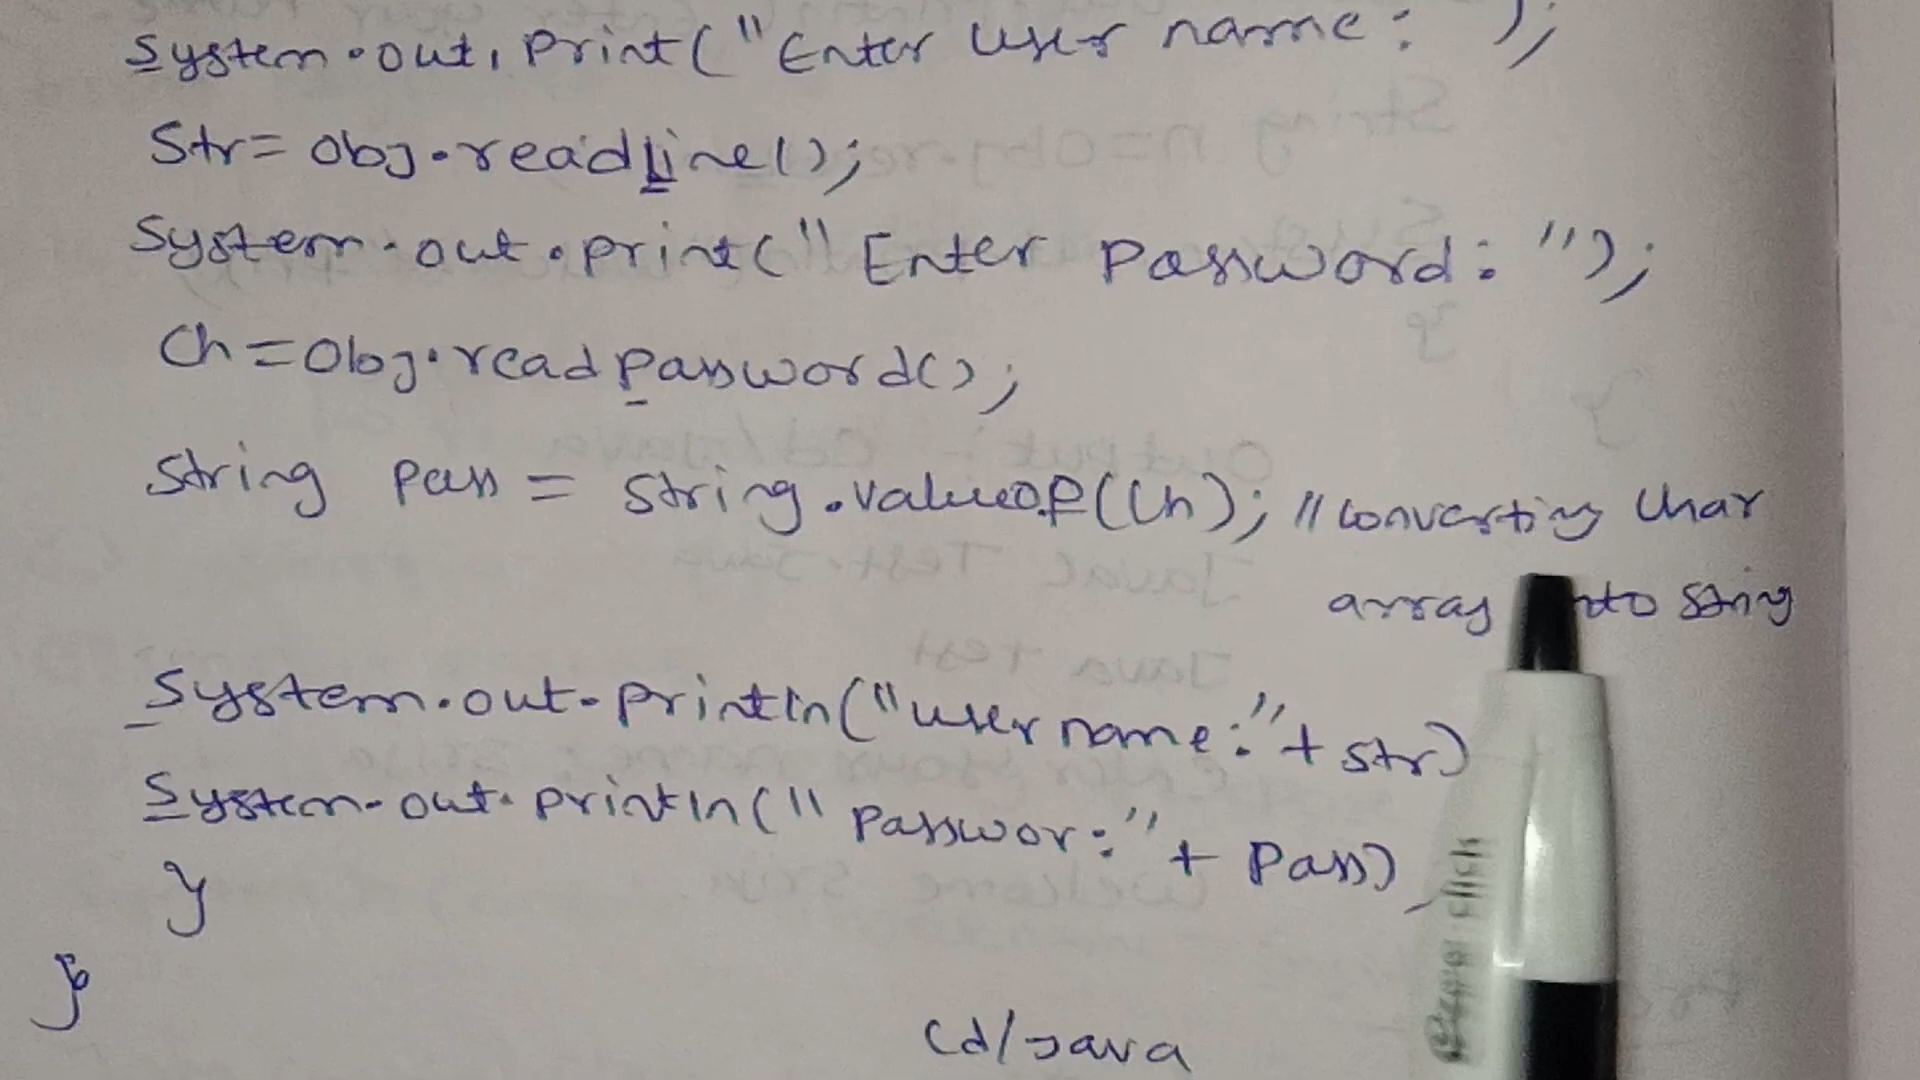 System.out.print("Enter user name: ");
Str=obj.readLine();
System.out.print(" Enter Password: ");
Ch=Obj.readPassword();
String pass = String.valueOf(Ch); // converting char
array into string
System.out.println("user name:"+ str)
System.out.println(" Passwor:"+ Pass)
}
}
cd/java